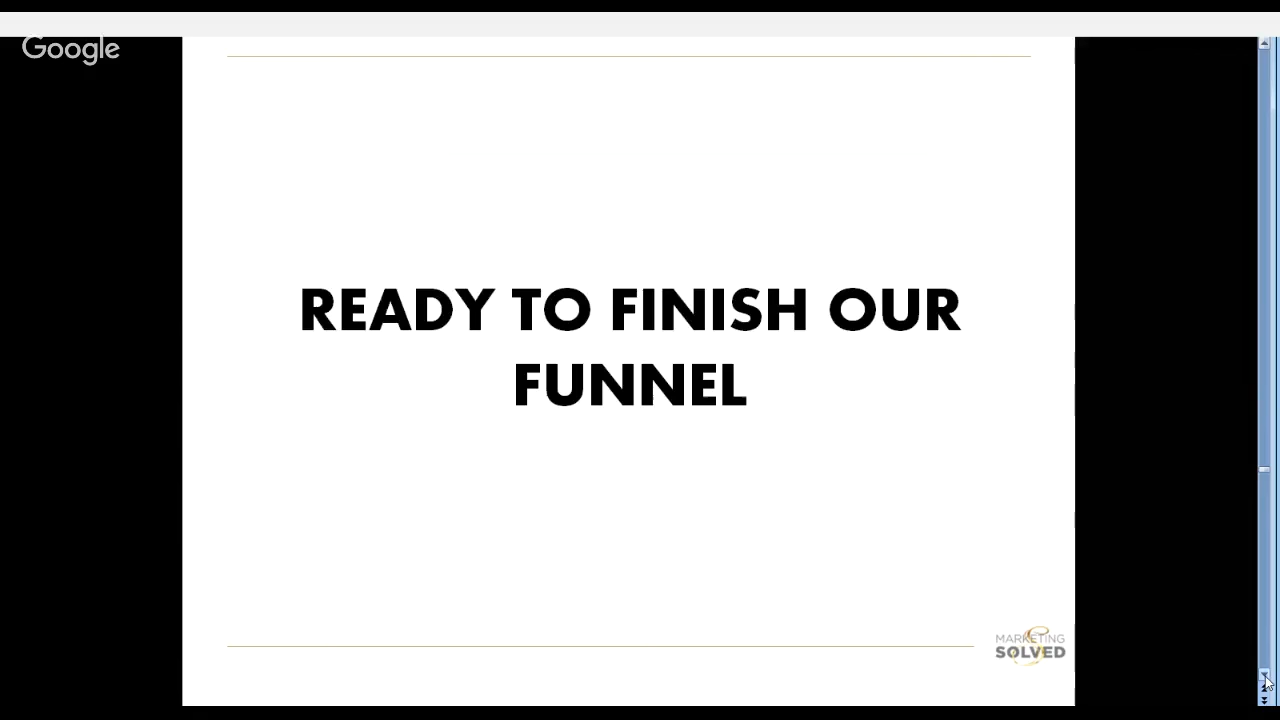 Google
READY TO FINISH OUR
FUNNEL
MARKETING
SOLVED